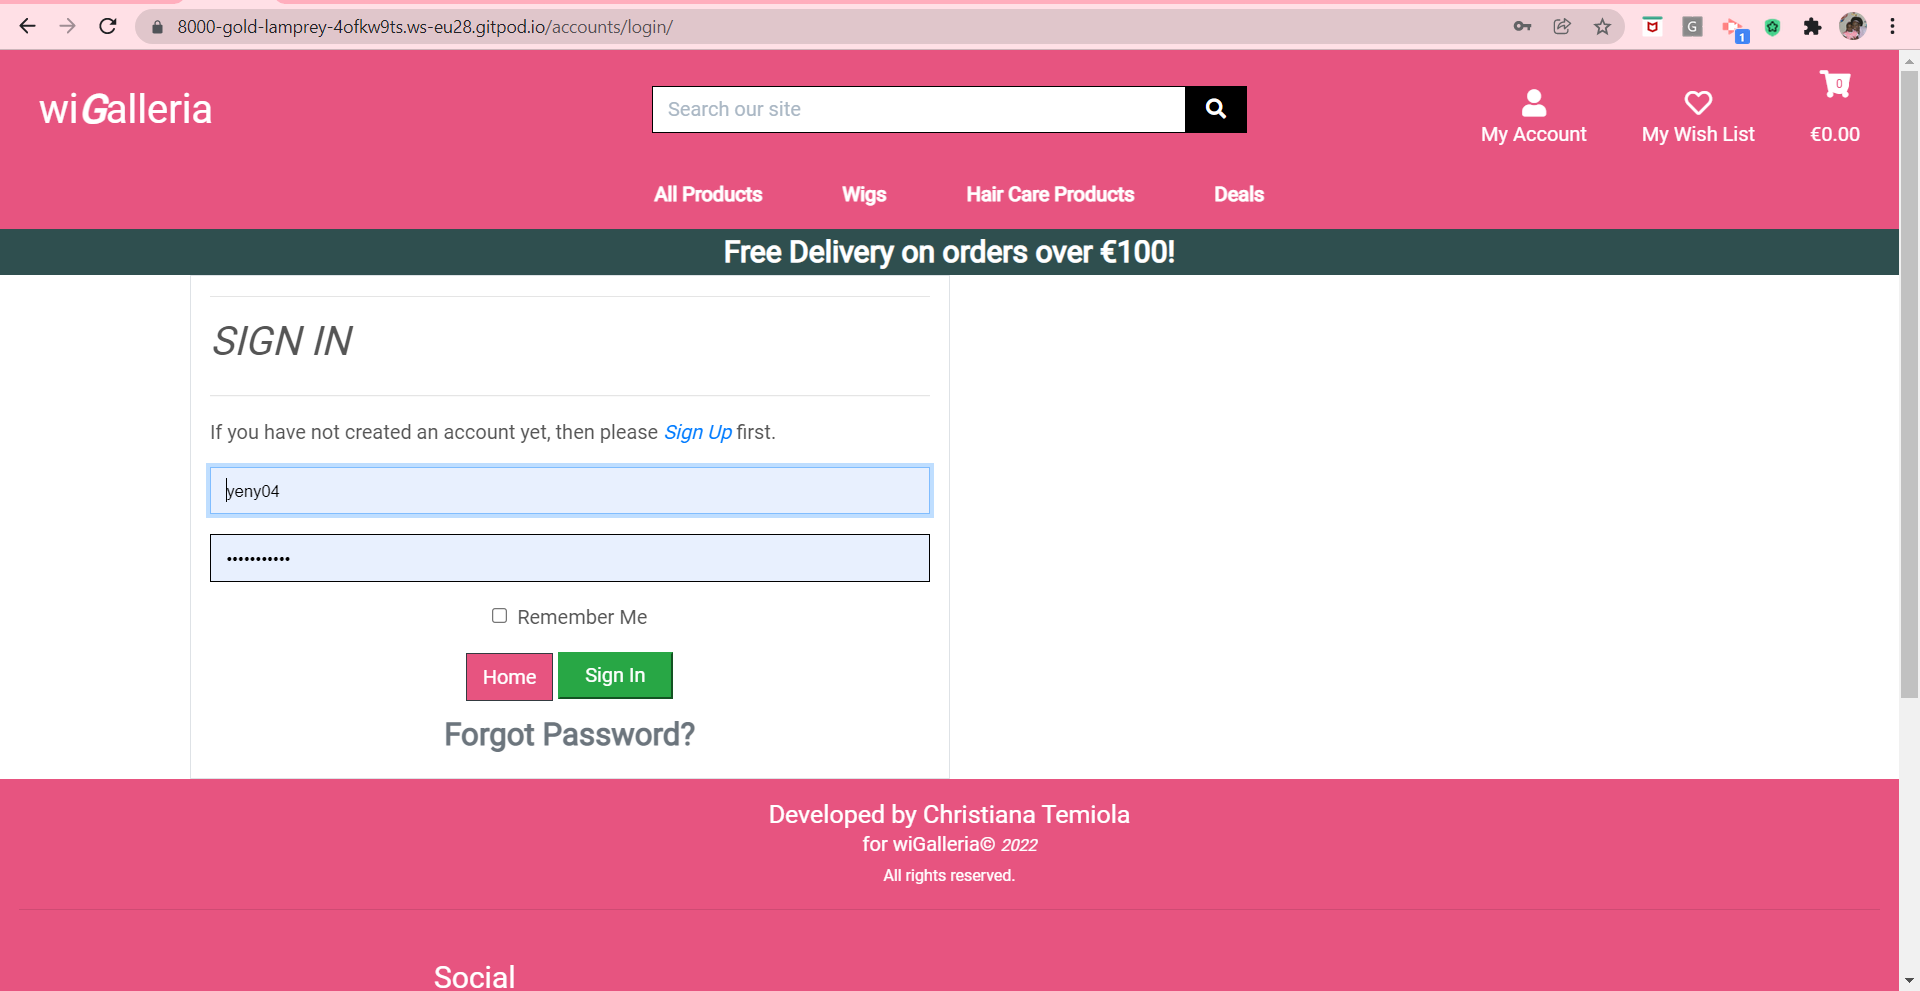 8000-gold-lamprey-4ofkw9ts.ws-eu28.gitpod.io/accounts/login/
G
1
wiGalleria
Search our site
My Account
My Wish List
0
€0.00
All Products
Wigs
Hair Care Products
Deals
Free Delivery on orders over €100!
SIGN IN
If you have not created an account yet, then please Sign Up first.
yeny04
•••••••••••
Remember Me
Home
Sign In
Forgot Password?
Developed by Christiana Temiola
for wiGalleria© 2022
All rights reserved.
Social